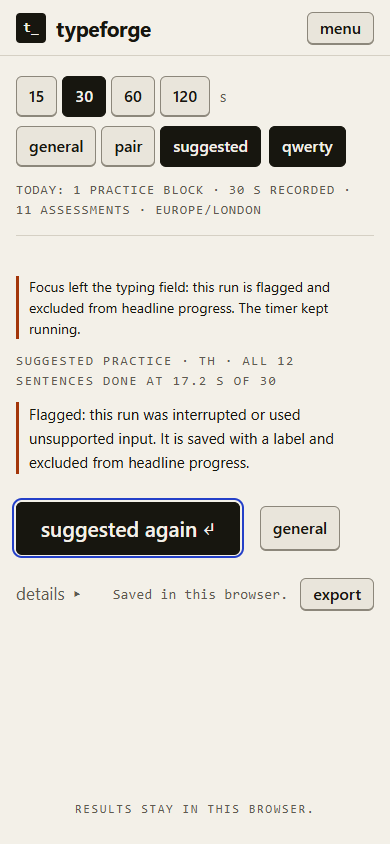 t_ typeforge menu
15 30 60 120 s
general pair suggested qwerty
TODAY: 1 PRACTICE BLOCK · 30 S RECORDED ·
11 ASSESSMENTS · EUROPE/LONDON
Focus left the typing field: this run is flagged and
excluded from headline progress. The timer kept
running.
SUGGESTED PRACTICE · TH · ALL 12
SENTENCES DONE AT 17.2 S OF 30
Flagged: this run was interrupted or used
unsupported input. It is saved with a label and
excluded from headline progress.
suggested again ↵ general
details ▸ Saved in this browser. export
RESULTS STAY IN THIS BROWSER.